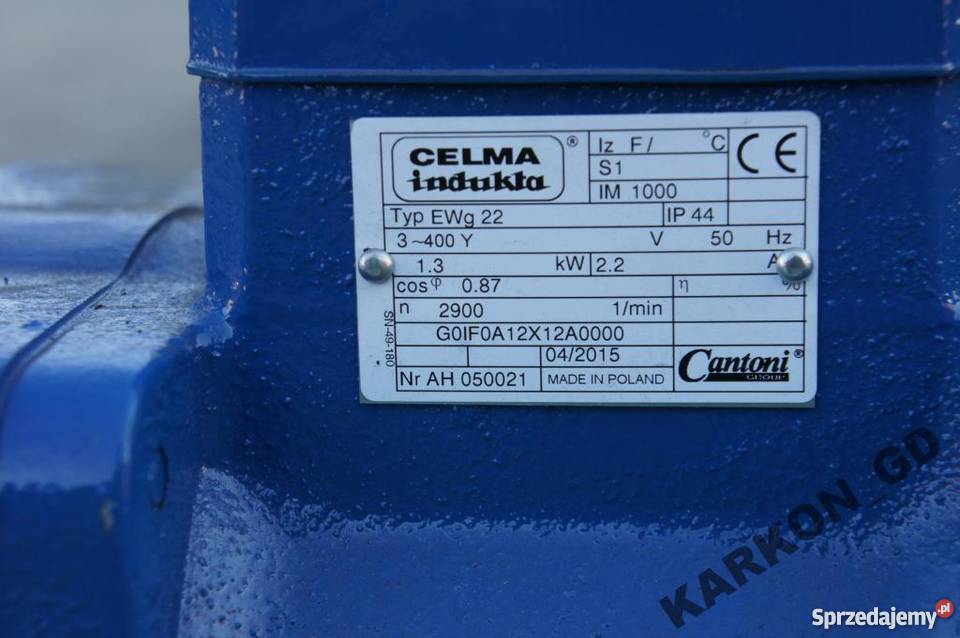 CELMA ®
indukta
Iz F/ °C
S1
IM 1000
CE
Typ EWg 22 IP 44
3~400 Y V 50 Hz
1.3 kW 2.2 A
cosφ 0.87 η %
n 2900 1/min
G0IF0A12X12A0000
04/2015
Nr AH 050021 MADE IN POLAND
Cantoni ®
GROUP
SN-49-180
KARKON_GD
Sprzedajemy.pl